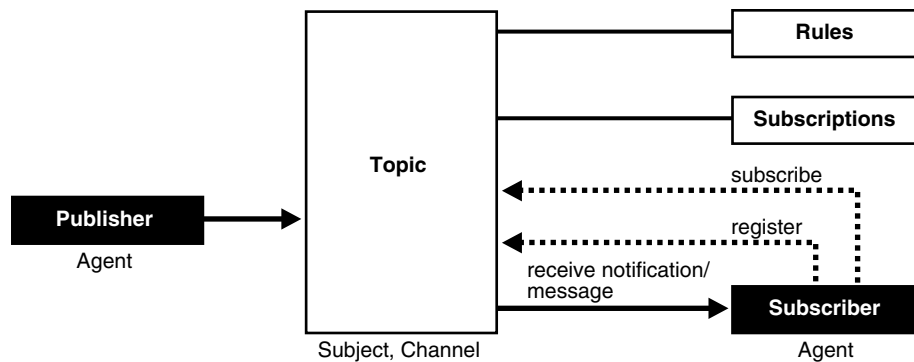 Rules
Subscriptions
Topic
subscribe
Publisher
register
Agent
receive notification/
message
Subscriber
Subject, Channel
Agent